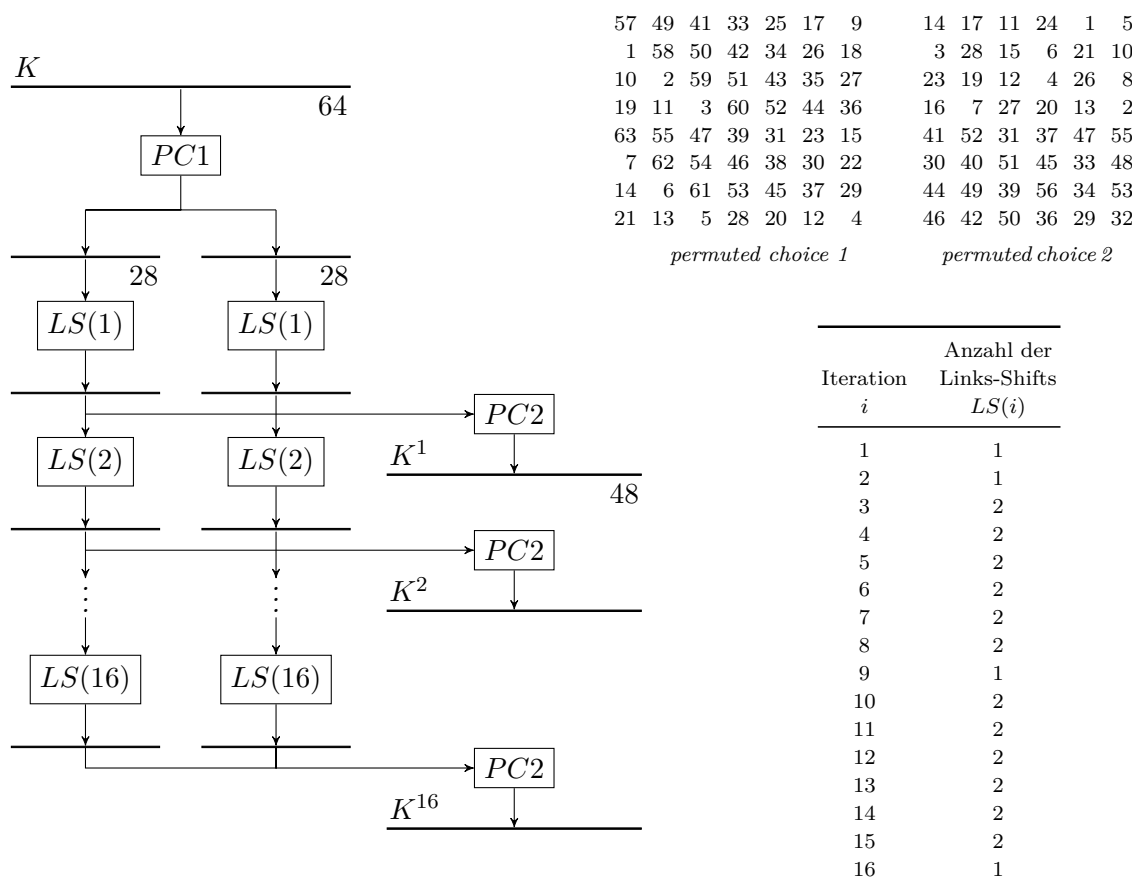 K
64
PC1
28 28
LS(1) LS(1)
PC2
LS(2) LS(2)
K^1
48
PC2
⋮ ⋮
K^2
LS(16) LS(16)
PC2
K^16
57 49 41 33 25 17 9
1 58 50 42 34 26 18
10 2 59 51 43 35 27
19 11 3 60 52 44 36
63 55 47 39 31 23 15
7 62 54 46 38 30 22
14 6 61 53 45 37 29
21 13 5 28 20 12 4
permuted choice 1
14 17 11 24 1 5
3 28 15 6 21 10
23 19 12 4 26 8
16 7 27 20 13 2
41 52 31 37 47 55
30 40 51 45 33 48
44 49 39 56 34 53
46 42 50 36 29 32
permuted choice 2
Anzahl der
Iteration Links-Shifts
i LS(i)
1 1
2 1
3 2
4 2
5 2
6 2
7 2
8 2
9 1
10 2
11 2
12 2
13 2
14 2
15 2
16 1